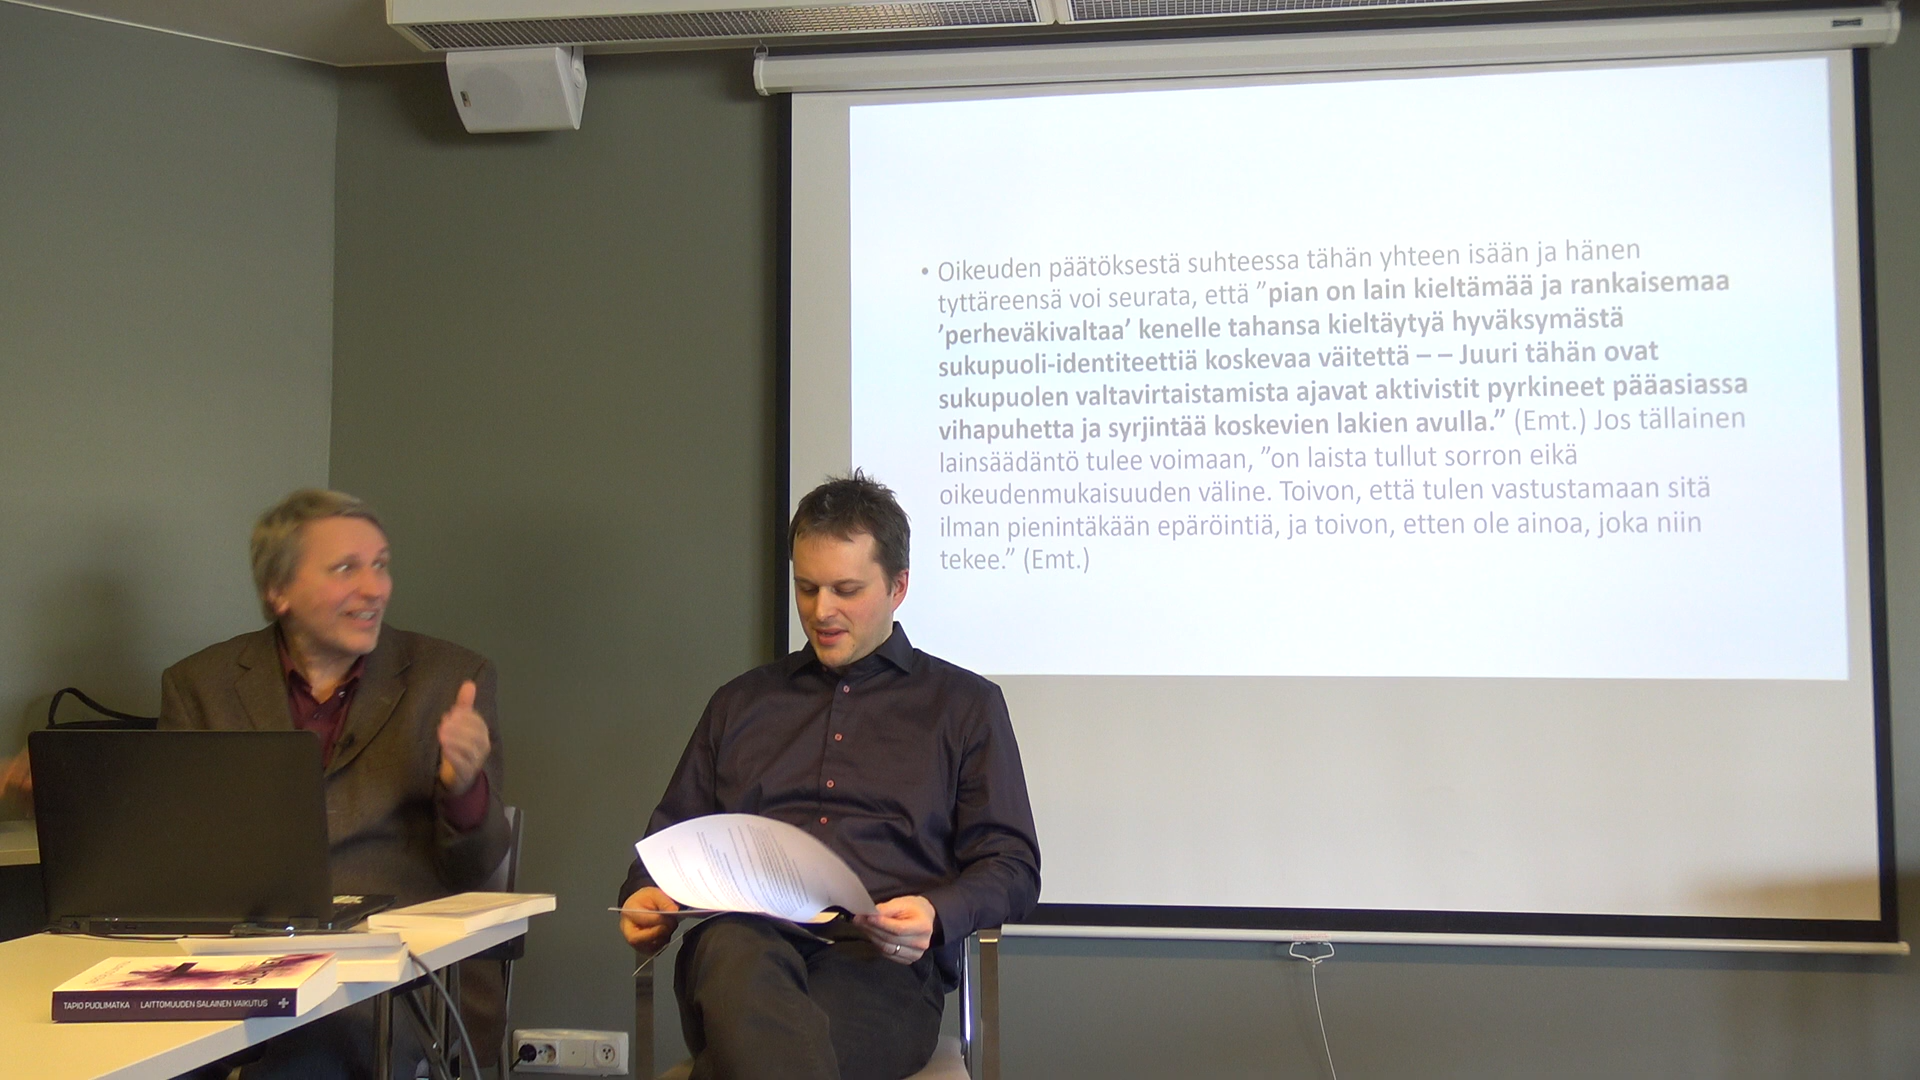 • Oikeuden päätöksestä suhteessa tähän yhteen isään ja hänen
tyttäreensä voi seurata, että ”pian on lain kieltämää ja rankaisemaa
’perheväkivaltaa’ kenelle tahansa kieltäytyä hyväksymästä
sukupuoli-identiteettiä koskevaa väitettä – – Juuri tähän ovat
sukupuolen valtavirtaistamista ajavat aktivistit pyrkineet pääasiassa
vihapuhetta ja syrjintää koskevien lakien avulla.” (Emt.) Jos tällainen
lainsäädäntö tulee voimaan, ”on laista tullut sorron eikä
oikeudenmukaisuuden väline. Toivon, että tulen vastustamaan sitä
ilman pienintäkään epäröintiä, ja toivon, etten ole ainoa, joka niin
tekee.” (Emt.)
TAPIO PUOLIMATKA LAITTOMUUDEN SALAINEN VAIKUTUS